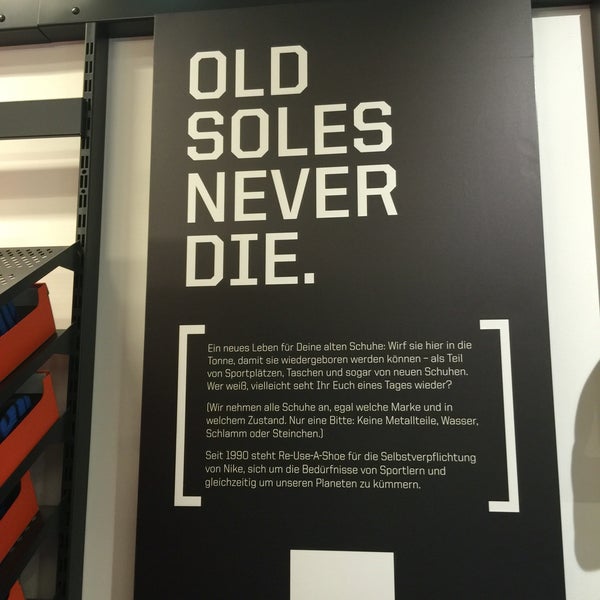 OLD
SOLES
NEVER
DIE.
Ein neues Leben für Deine alten Schuhe: Wirf sie hier in die
Tonne, damit sie wiedergeboren werden können – als Teil
von Sportplätzen, Taschen und sogar von neuen Schuhen.
Wer weiß, vielleicht seht Ihr Euch eines Tages wieder?
(Wir nehmen alle Schuhe an, egal welche Marke und in
welchem Zustand. Nur eine Bitte: Keine Metallteile, Wasser,
Schlamm oder Steinchen.)
Seit 1990 steht Re-Use-A-Shoe für die Selbstverpflichtung
von Nike, sich um die Bedürfnisse von Sportlern und
gleichzeitig um unseren Planeten zu kümmern.